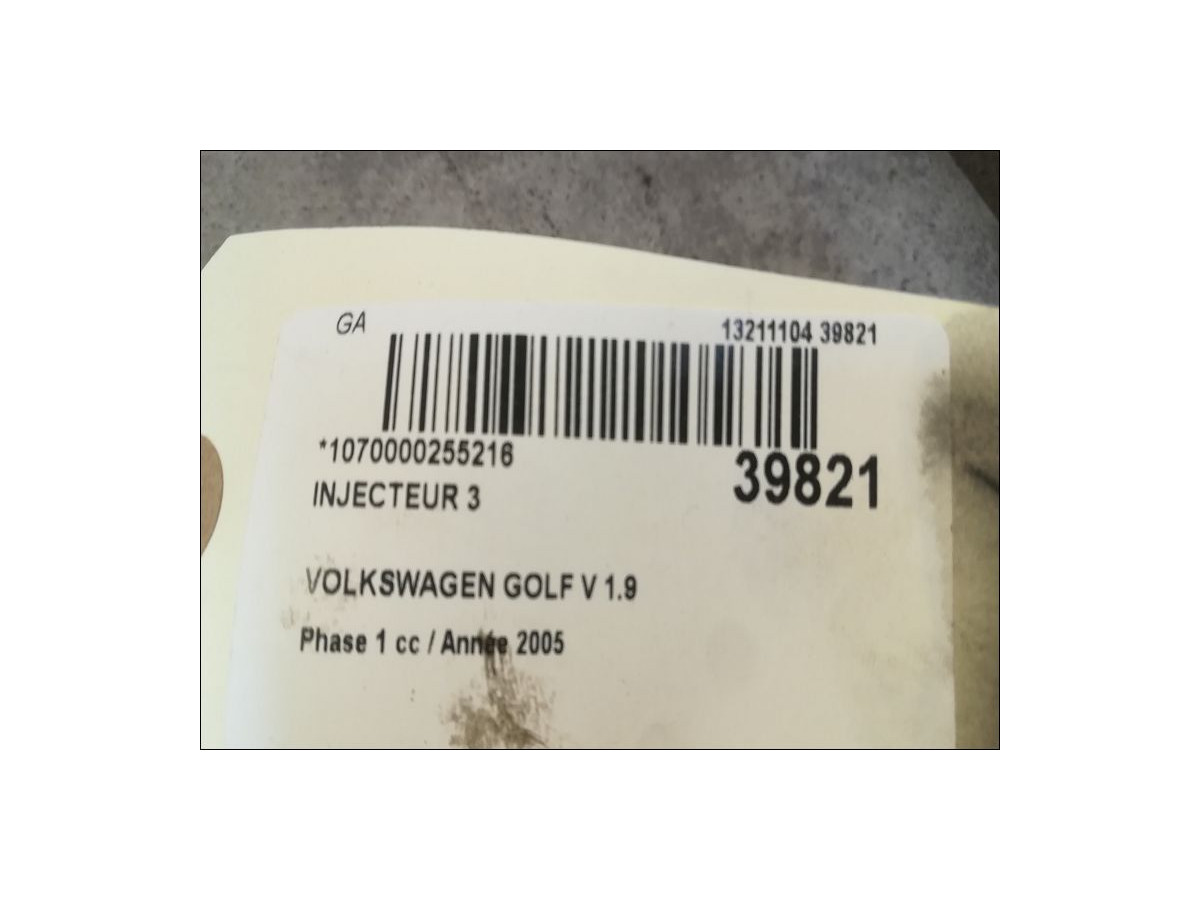 GA
13211104 39821
*1070000255216
39821
INJECTEUR 3
VOLKSWAGEN GOLF V 1.9
Phase 1 cc / Année 2005